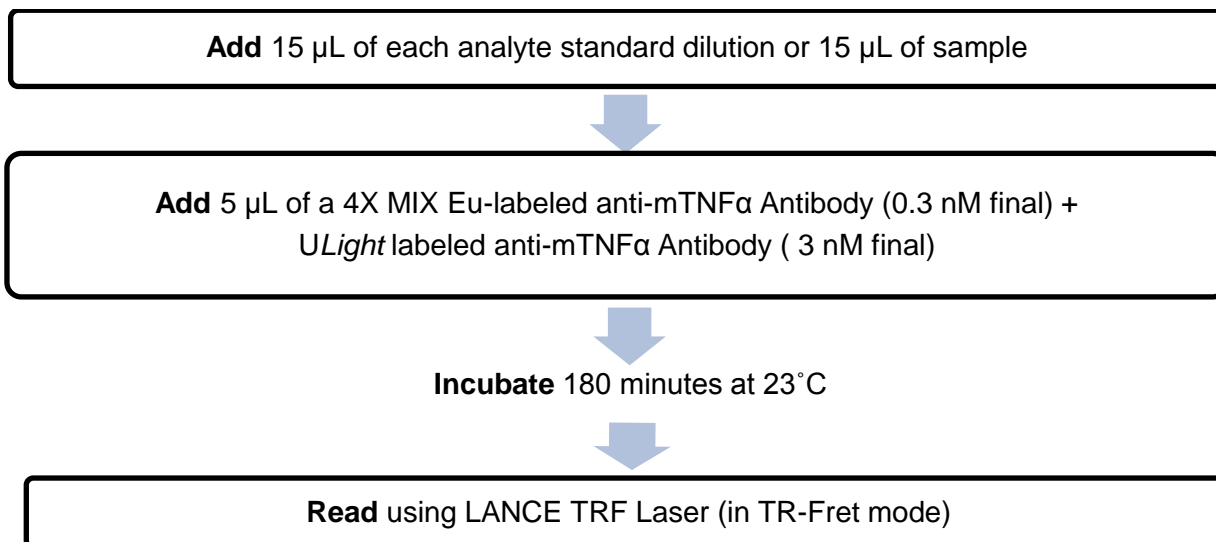 Add 15 µL of each analyte standard dilution or 15 µL of sample
Add 5 µL of a 4X MIX Eu-labeled anti-mTNFα Antibody (0.3 nM final) +
ULight labeled anti-mTNFα Antibody ( 3 nM final)
Incubate 180 minutes at 23˚C
Read using LANCE TRF Laser (in TR-Fret mode)